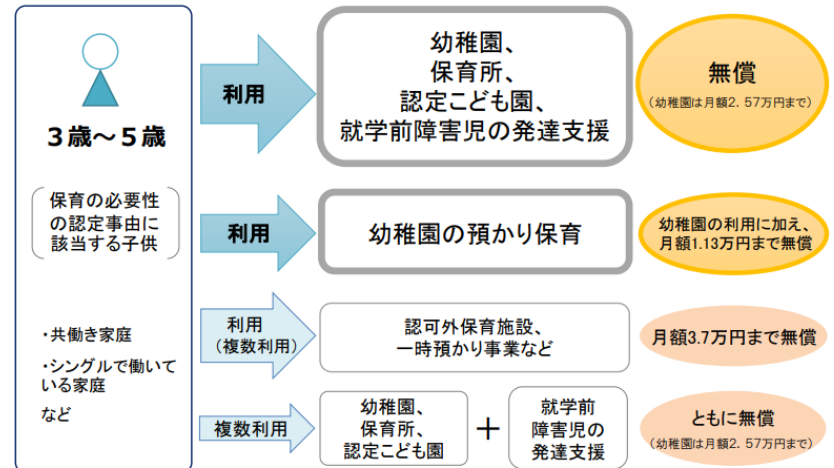 3歳～5歳
保育の必要性
の認定事由に
該当する子供
・共働き家庭
・シングルで働いて
いる家庭
など
利用
幼稚園、
保育所、
認定こども園、
就学前障害児の発達支援
無償
（幼稚園は月額2．57万円まで）
利用
幼稚園の預かり保育
幼稚園の利用に加え、
月額1.13万円まで無償
利用
（複数利用）
認可外保育施設、
一時預かり事業など
月額3.7万円まで無償
複数利用
幼稚園、
保育所、
認定こども園
＋
就学前
障害児の
発達支援
ともに無償
（幼稚園は月額2．57万円まで）